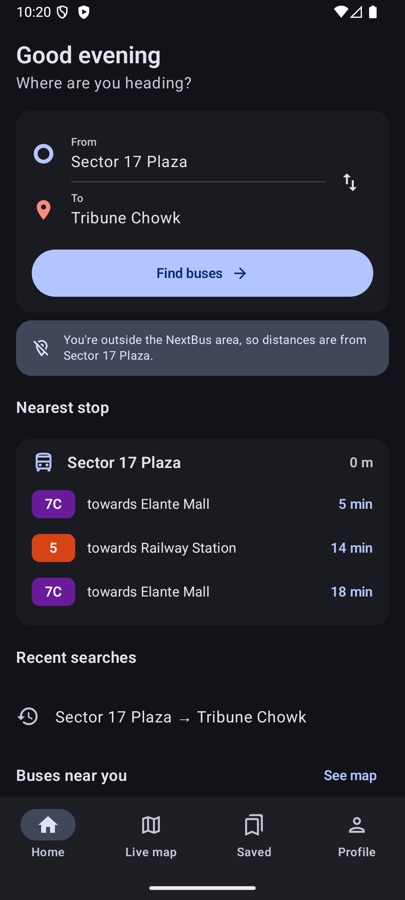 10:20
Good evening
Where are you heading?
From
Sector 17 Plaza
To
Tribune Chowk
Find buses →
You're outside the NextBus area, so distances are from
Sector 17 Plaza.
Nearest stop
Sector 17 Plaza 0 m
7C towards Elante Mall 5 min
5 towards Railway Station 14 min
7C towards Elante Mall 18 min
Recent searches
Sector 17 Plaza → Tribune Chowk
Buses near you See map
Home Live map Saved Profile